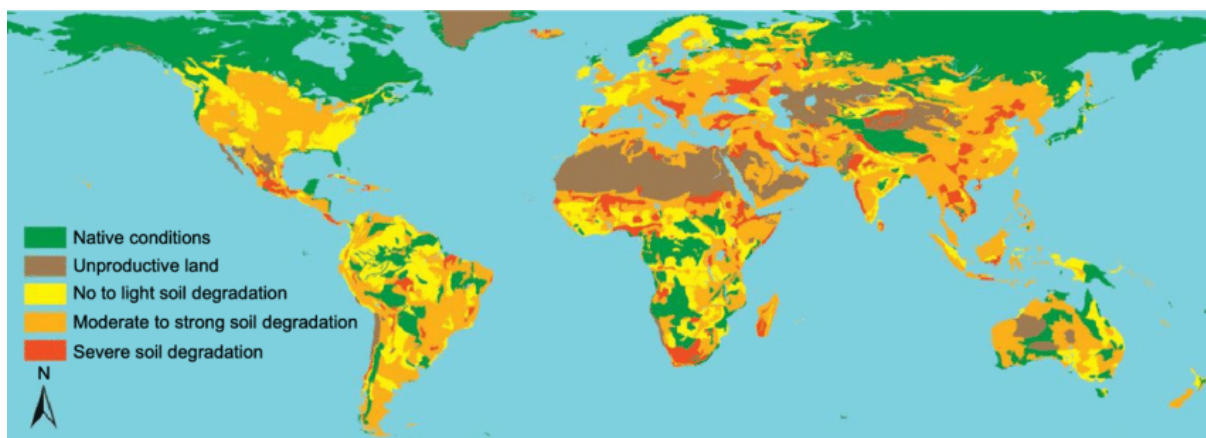 Native conditions
Unproductive land
No to light soil degradation
Moderate to strong soil degradation
Severe soil degradation
N